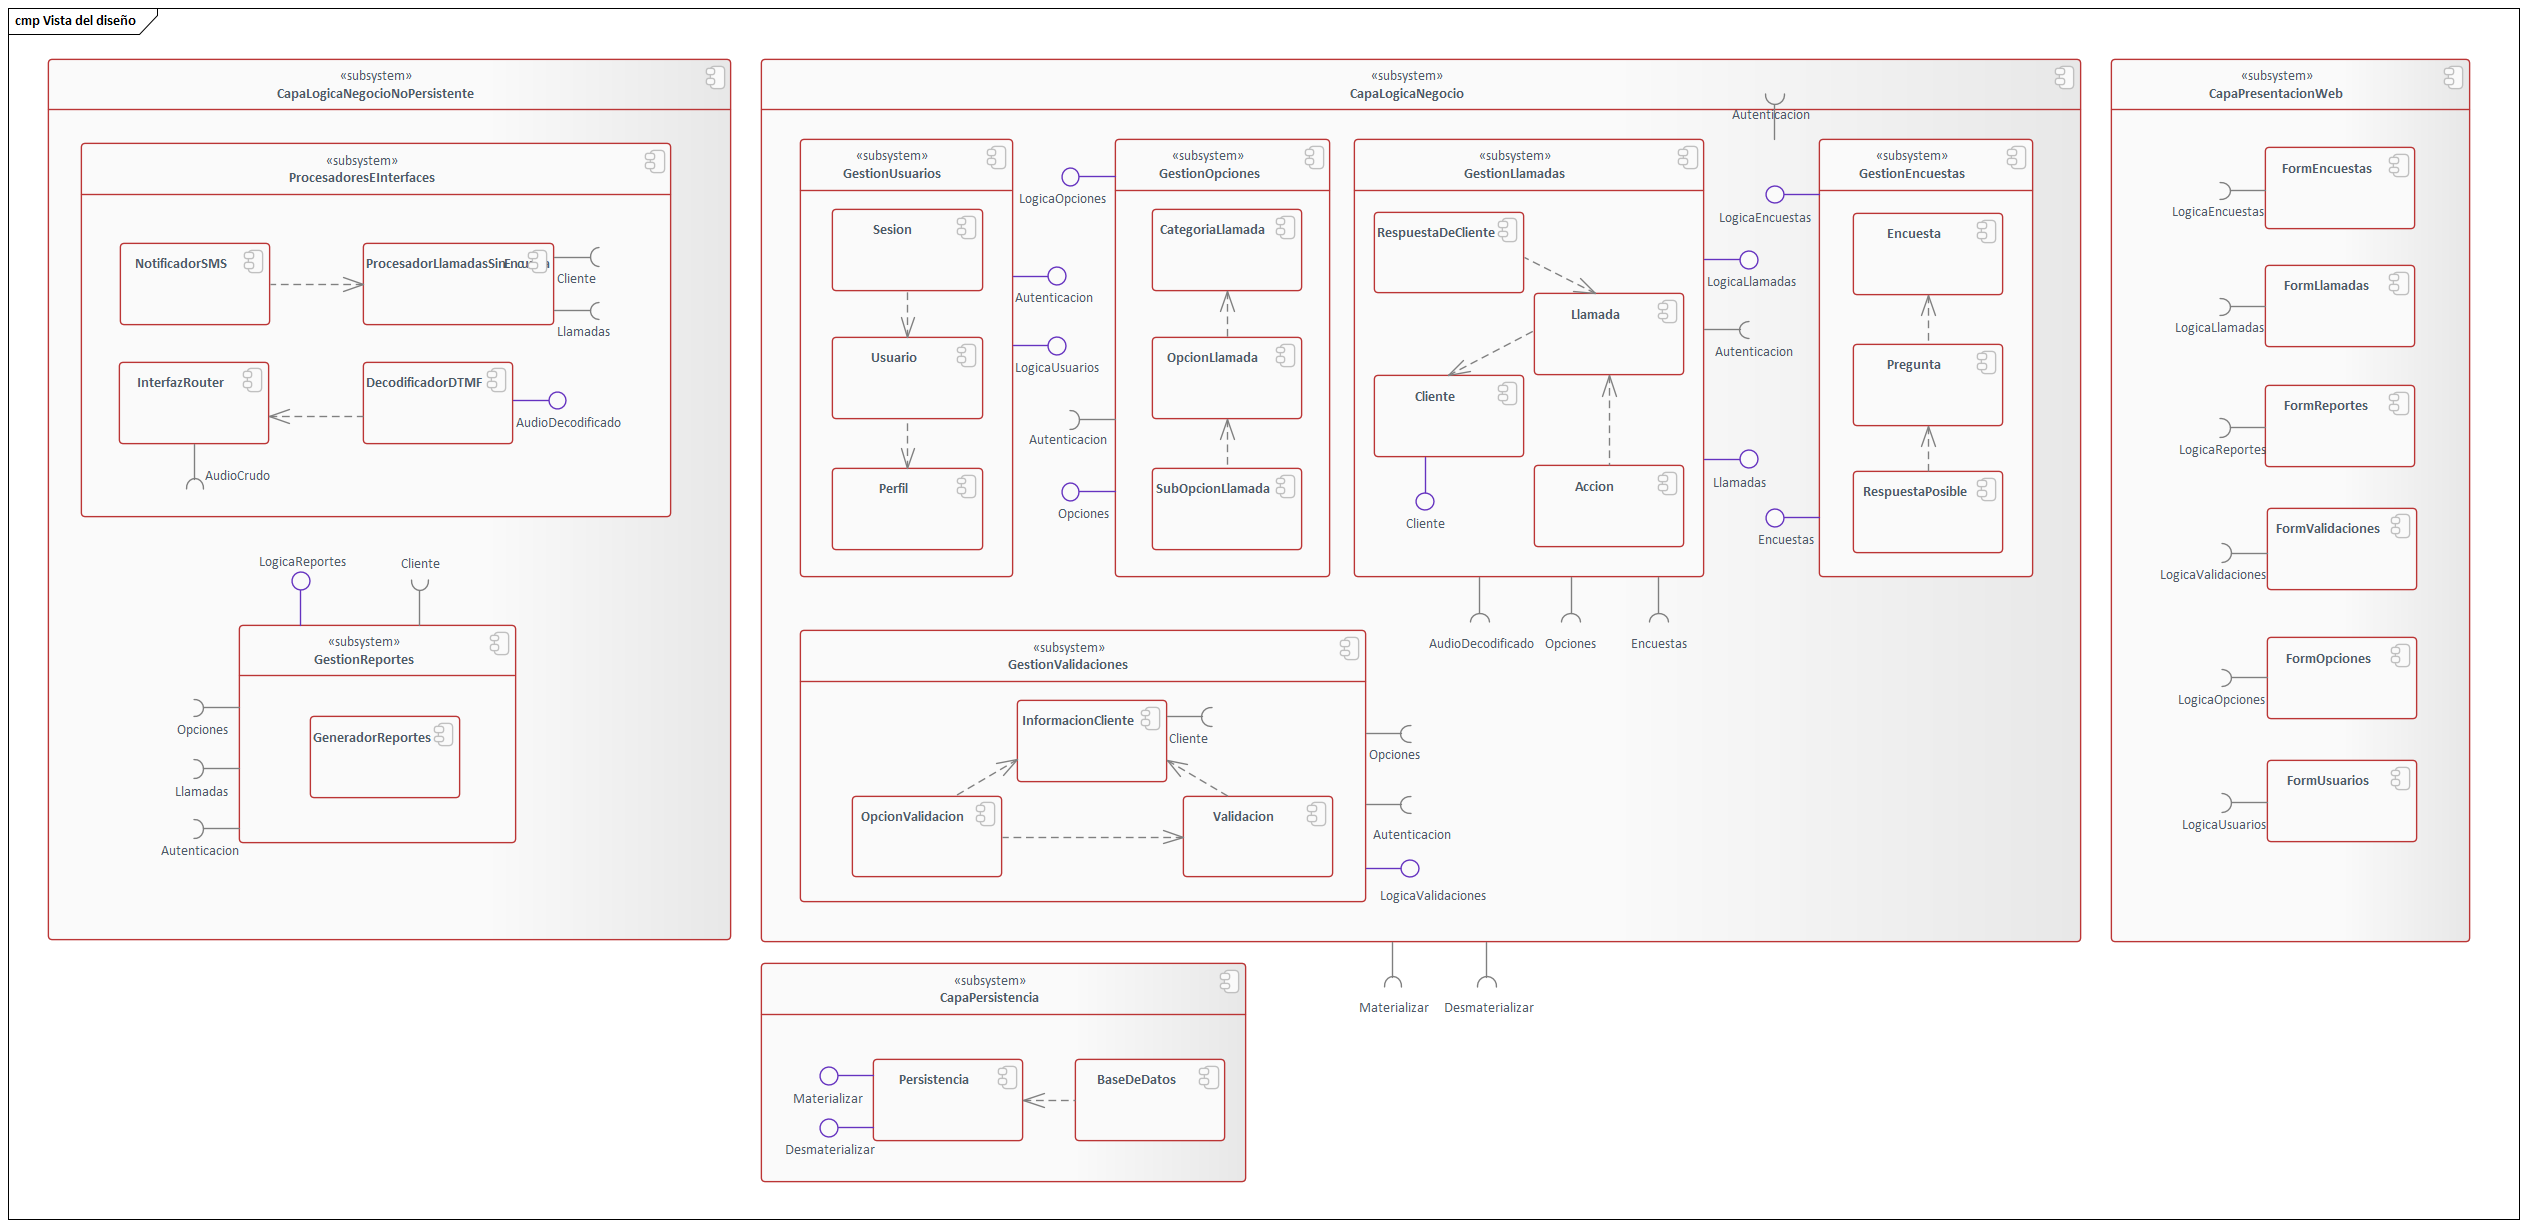 cmp Vista del diseño
«subsystem»
CapaLogicaNegocioNoPersistente
«subsystem»
ProcesadoresEInterfaces
NotificadorSMS
Cliente
Llamadas
InterfazRouter
DecodificadorDTMF
AudioDecodificado
AudioCrudo
LogicaReportes
Cliente
«subsystem»
GestionReportes
GeneradorReportes
Opciones
Llamadas
Autenticacion
«subsystem»
CapaLogicaNegocio
«subsystem»
GestionUsuarios
Sesion
Usuario
Perfil
Autenticacion
LogicaUsuarios
«subsystem»
GestionOpciones
LogicaOpciones
CategoriaLlamada
OpcionLlamada
SubOpcionLlamada
Autenticacion
Opciones
«subsystem»
GestionLlamadas
RespuestaDeCliente
Llamada
Cliente
Accion
Cliente
LogicaLlamadas
Autenticacion
Llamadas
AudioDecodificado
Opciones
Encuestas
Autenticacion
«subsystem»
GestionEncuestas
LogicaEncuestas
Encuesta
Pregunta
RespuestaPosible
Encuestas
«subsystem»
GestionValidaciones
InformacionCliente
Cliente
OpcionValidacion
Validacion
Opciones
Autenticacion
LogicaValidaciones
Materializar
Desmaterializar
«subsystem»
CapaPersistencia
Persistencia
BaseDeDatos
Materializar
Desmaterializar
«subsystem»
CapaPresentacionWeb
FormEncuestas
LogicaEncuestas
FormLlamadas
LogicaLlamadas
FormReportes
LogicaReportes
FormValidaciones
LogicaValidaciones
FormOpciones
LogicaOpciones
FormUsuarios
LogicaUsuarios